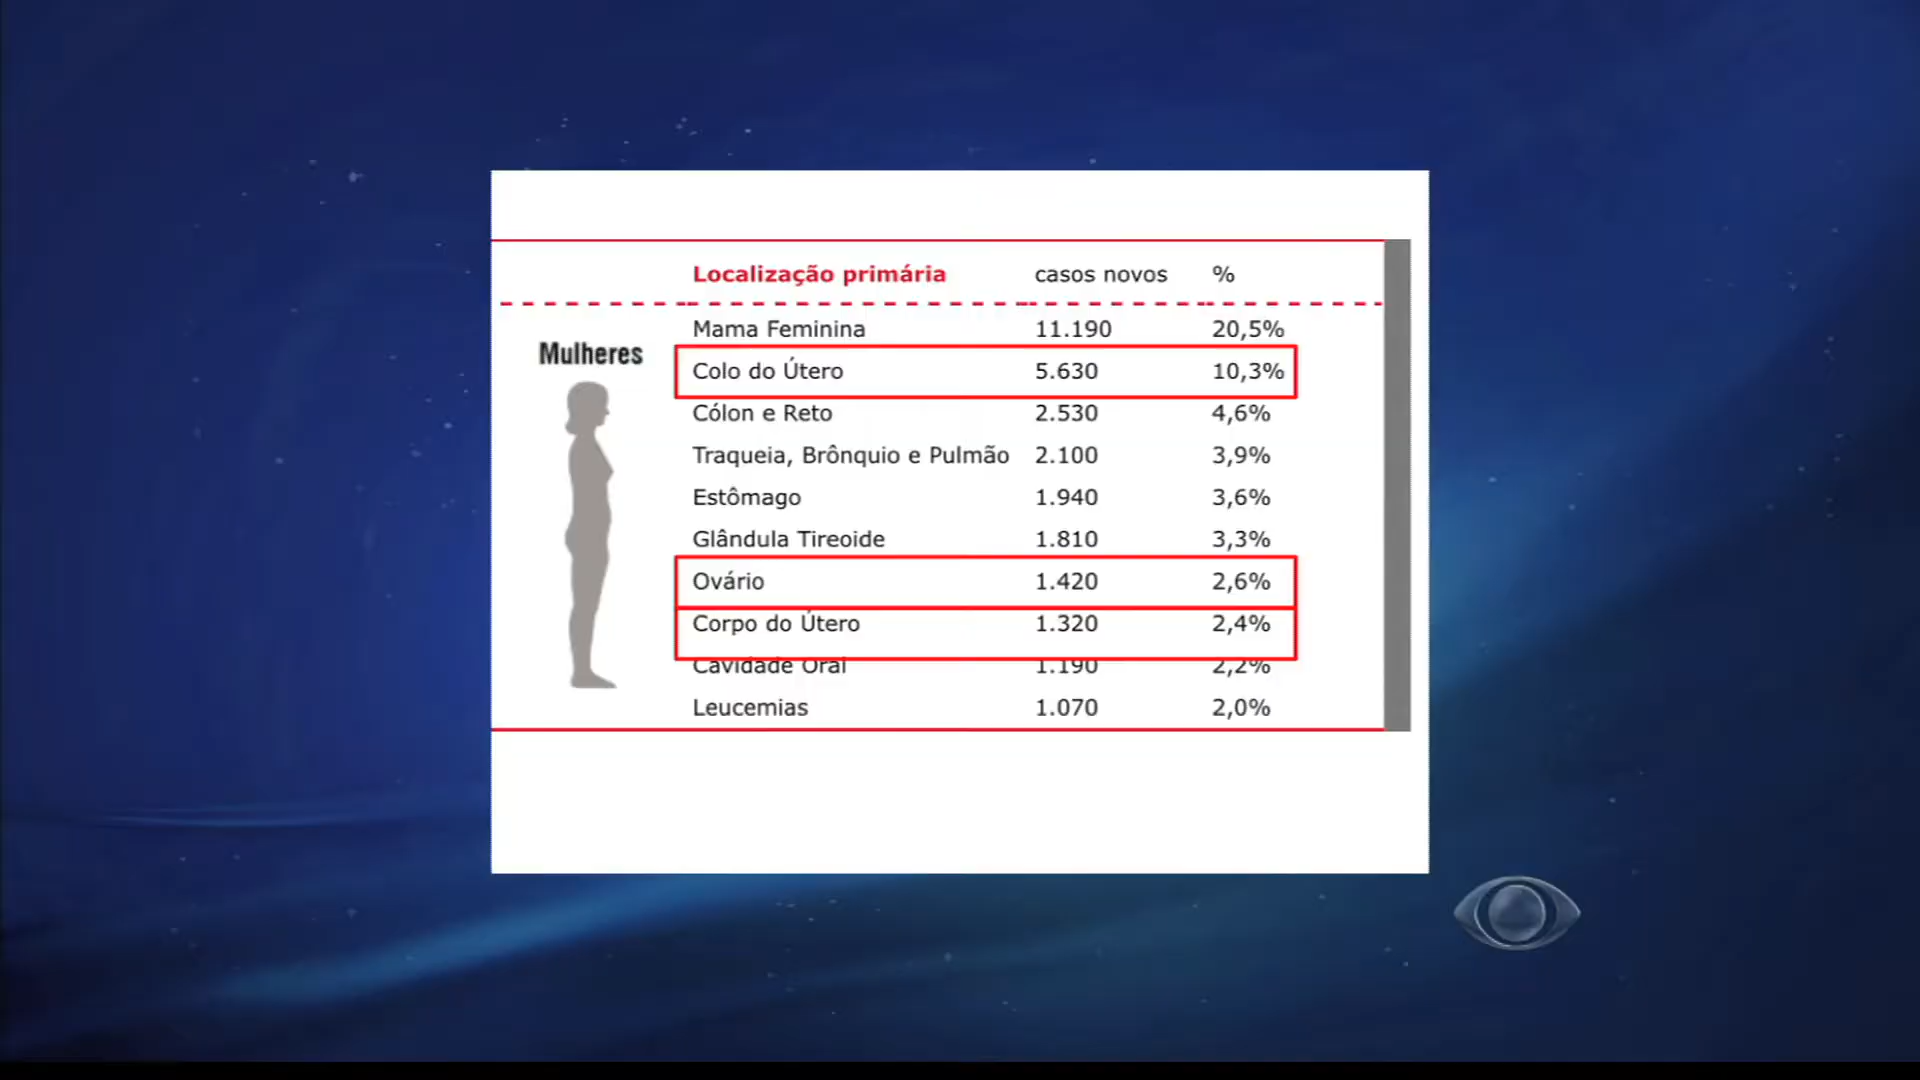 Localização primária casos novos %
Mulheres
Mama Feminina 11.190 20,5%
Colo do Útero 5.630 10,3%
Cólon e Reto 2.530 4,6%
Traqueia, Brônquio e Pulmão 2.100 3,9%
Estômago 1.940 3,6%
Glândula Tireoide 1.810 3,3%
Ovário 1.420 2,6%
Corpo do Útero 1.320 2,4%
Cavidade Oral 1.190 2,2%
Leucemias 1.070 2,0%